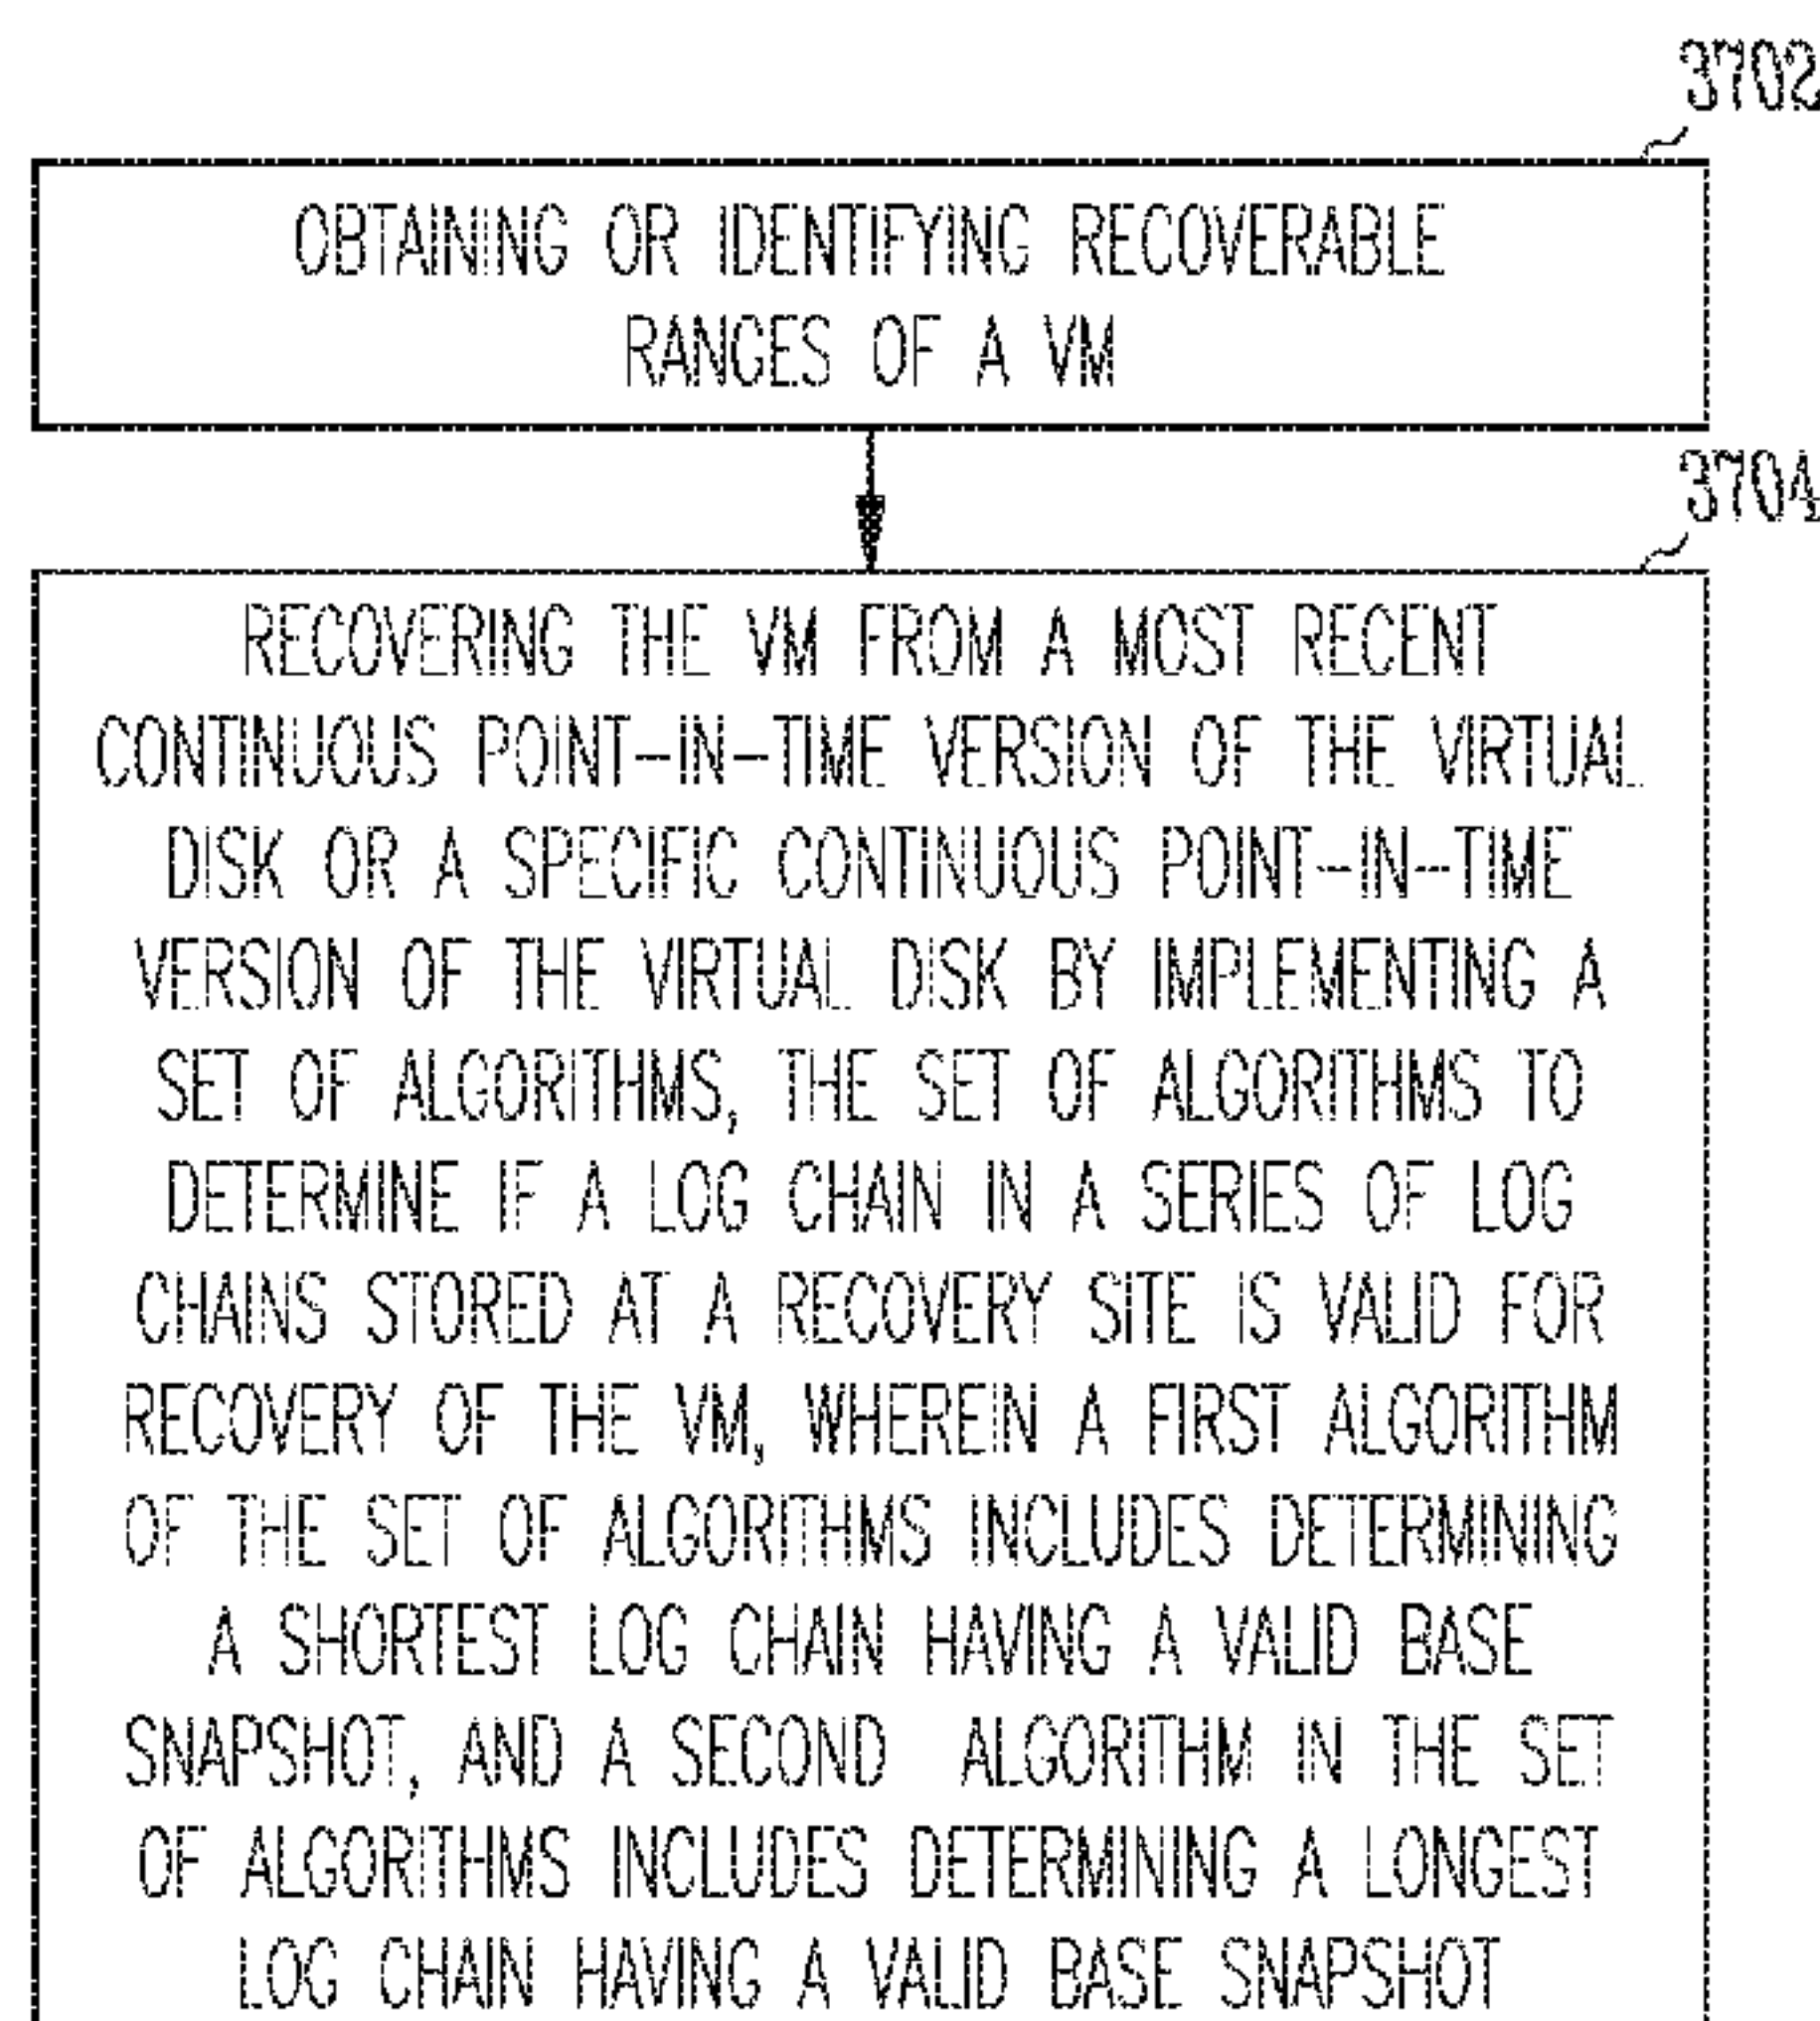 3702
OBTAINING OR IDENTIFYING RECOVERABLE
RANGES OF A VM
3704
RECOVERING THE VM FROM A MOST RECENT
CONTINUOUS POINT-IN-TIME VERSION OF THE VIRTUAL
DISK OR A SPECIFIC CONTINUOUS POINT-IN-TIME
VERSION OF THE VIRTUAL DISK BY IMPLEMENTING A
SET OF ALGORITHMS, THE SET OF ALGORITHMS TO
DETERMINE IF A LOG CHAIN IN A SERIES OF LOG
CHAINS STORED AT A RECOVERY SITE IS VALID FOR
RECOVERY OF THE VM, WHEREIN A FIRST ALGORITHM
OF THE SET OF ALGORITHMS INCLUDES DETERMINING
A SHORTEST LOG CHAIN HAVING A VALID BASE
SNAPSHOT, AND A SECOND ALGORITHM IN THE SET
OF ALGORITHMS INCLUDES DETERMINING A LONGEST
LOG CHAIN HAVING A VALID BASE SNAPSHOT